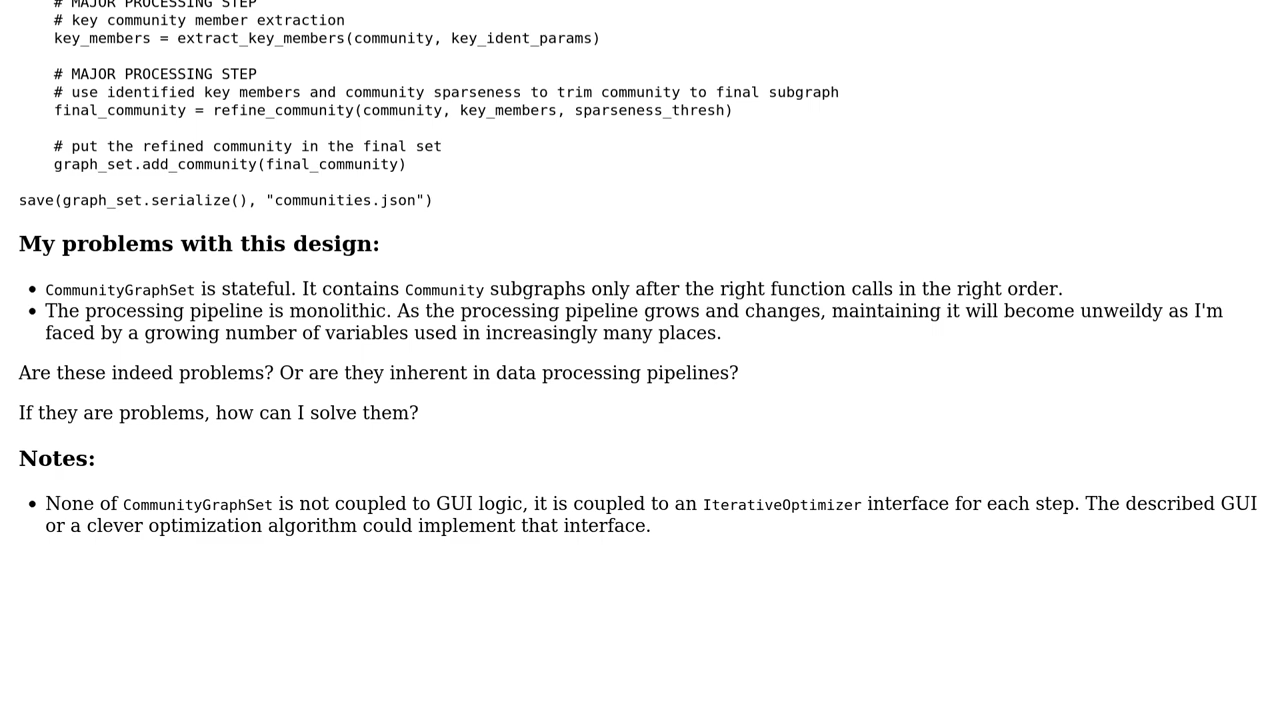 # MAJOR PROCESSING STEP
# key community member extraction
key_members = extract_key_members(community, key_ident_params)
# MAJOR PROCESSING STEP
# use identified key members and community sparseness to trim community to final subgraph
final_community = refine_community(community, key_members, sparseness_thresh)
# put the refined community in the final set
graph_set.add_community(final_community)
save(graph_set.serialize(), "communities.json")
My problems with this design:
• CommunityGraphSet is stateful. It contains Community subgraphs only after the right function calls in the right order.
• The processing pipeline is monolithic. As the processing pipeline grows and changes, maintaining it will become unweildy as I'm
faced by a growing number of variables used in increasingly many places.
Are these indeed problems? Or are they inherent in data processing pipelines?
If they are problems, how can I solve them?
Notes:
• None of CommunityGraphSet is not coupled to GUI logic, it is coupled to an IterativeOptimizer interface for each step. The described GUI
or a clever optimization algorithm could implement that interface.